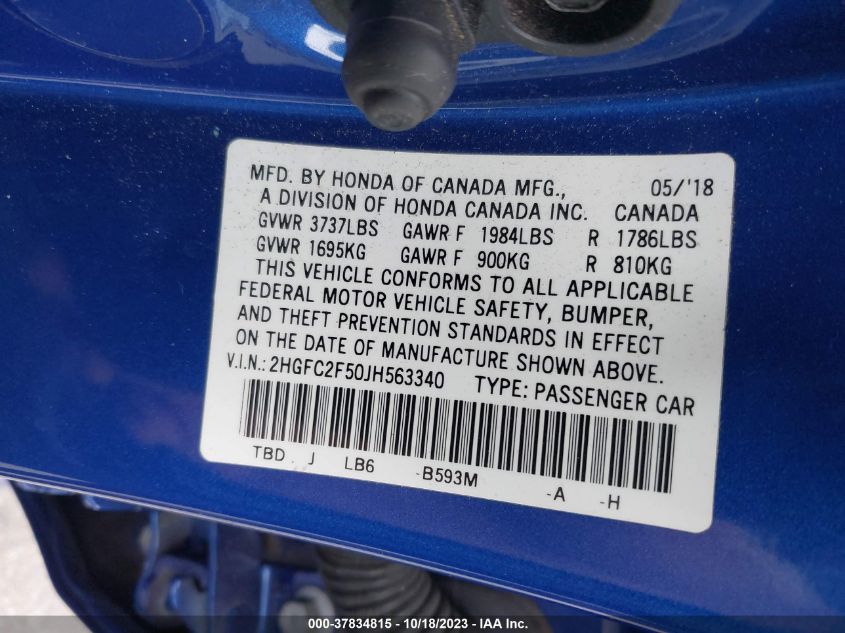 MFD. BY HONDA OF CANADA MFG., 05/'18
A DIVISION OF HONDA CANADA INC. CANADA
GVWR 3737LBS GAWR F 1984LBS R 1786LBS
GVWR 1695KG GAWR F 900KG R 810KG
THIS VEHICLE CONFORMS TO ALL APPLICABLE
FEDERAL MOTOR VEHICLE SAFETY, BUMPER,
AND THEFT PREVENTION STANDARDS IN EFFECT
ON THE DATE OF MANUFACTURE SHOWN ABOVE.
V.I.N.: 2HGFC2F50JH563340 TYPE: PASSENGER CAR
TBD J LB6 -B593M -A -H
000-37834815 - 10/18/2023 - IAA Inc.